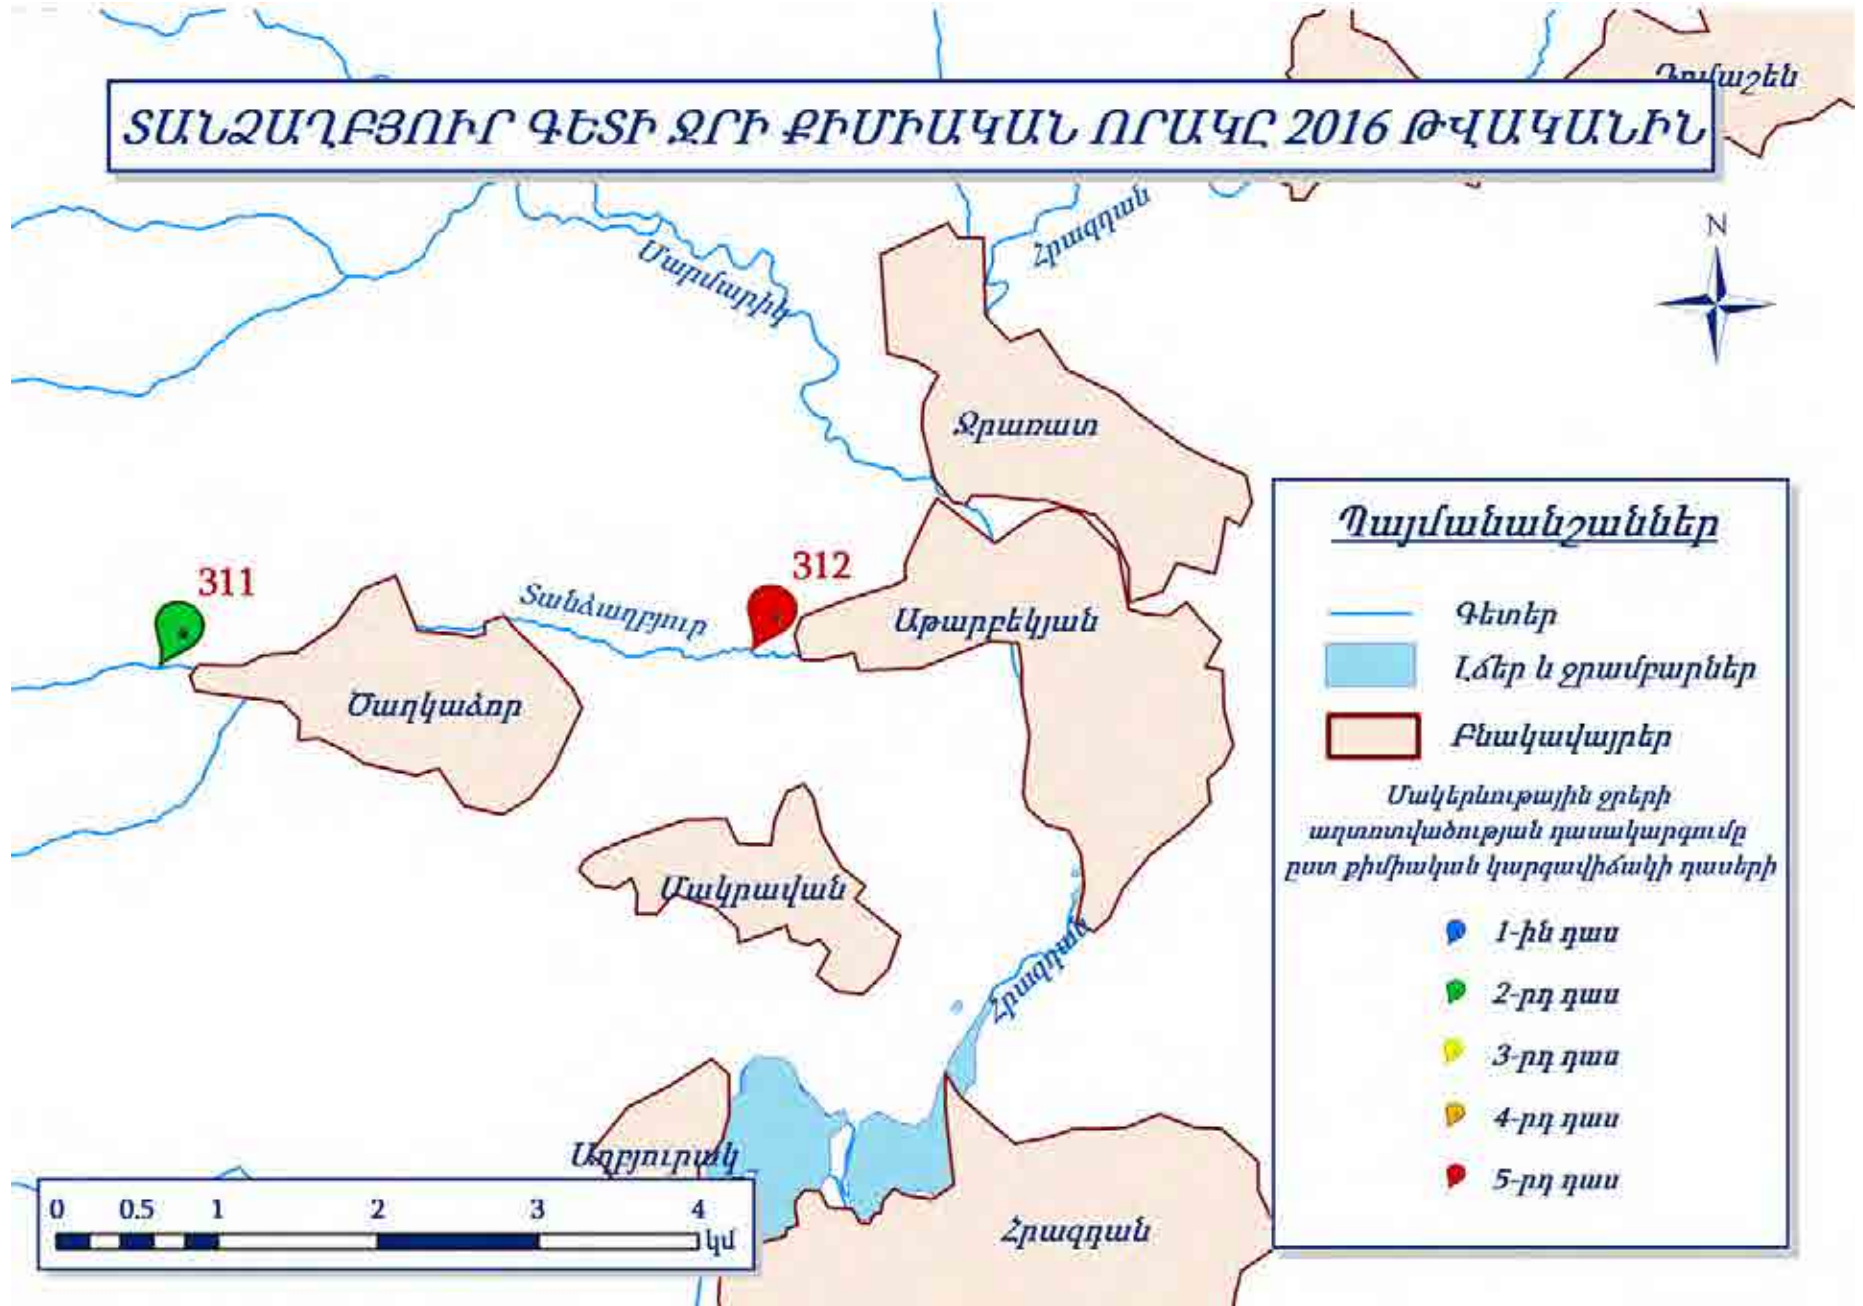 Դդմաշեն
ՏԱՆՁԱՂԲՅՈՒՐ ԳԵՏԻ ՋՐԻ ՔԻՄԻԱԿԱՆ ՈՐԱԿԸ 2016 ԹՎԱԿԱՆԻՆ
Հրազդան
N
Մարմարիկ
Ջրառատ
Պայմանանշաններ
312
311
Տանձաղբյուր
Աթարբեկյան
Գետեր
Լճեր և ջրամբարներ
Ծաղկաձոր
Բնակավայրեր
Մակերևութային ջրերի
աղտոտվածության դասակարգումը
ըստ քիմիական կարգավիճակի դասերի
Մակրավան
1-ին դաս
Հրազդան
2-րդ դաս
3-րդ դաս
4-րդ դաս
Աղբյուրակ
5-րդ դաս
0 0.5 1 2 3 4
կմ
Հրազդան